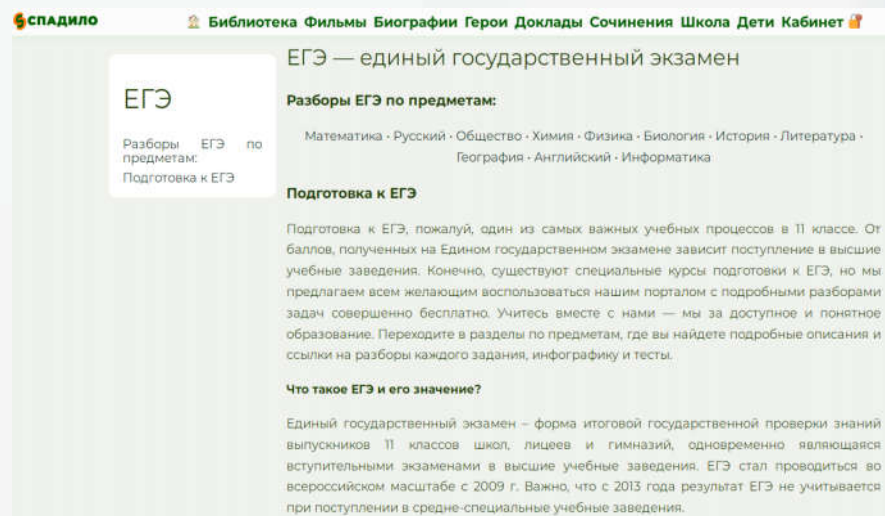 СПАДИЛО
Библиотека Фильмы Биографии Герои Доклады Сочинения Школа Дети Кабинет
ЕГЭ
Разборы ЕГЭ по
предметам:
Подготовка к ЕГЭ
ЕГЭ — единый государственный экзамен
Разборы ЕГЭ по предметам:
Математика · Русский · Общество · Химия · Физика · Биология · История · Литература ·
География · Английский · Информатика
Подготовка к ЕГЭ
Подготовка к ЕГЭ, пожалуй, один из самых важных учебных процессов в 11 классе. От
баллов, полученных на Едином государственном экзамене зависит поступление в высшие
учебные заведения. Конечно, существуют специальные курсы подготовки к ЕГЭ, но мы
предлагаем всем желающим воспользоваться нашим порталом с подробными разборами
задач совершенно бесплатно. Учитесь вместе с нами — мы за доступное и понятное
образование. Переходите в разделы по предметам, где вы найдете подробные описания и
ссылки на разборы каждого задания, инфографику и тесты.
Что такое ЕГЭ и его значение?
Единый государственный экзамен – форма итоговой государственной проверки знаний
выпускников 11 классов школ, лицеев и гимназий, одновременно являющаяся
вступительными экзаменами в высшие учебные заведения. ЕГЭ стал проводиться во
всероссийском масштабе с 2009 г. Важно, что с 2013 года результат ЕГЭ не учитывается
при поступлении в средне-специальные учебные заведения.